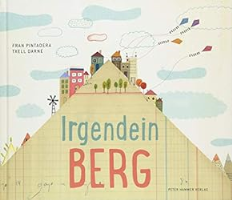 FRAN PINTADERA
TXELL DARNÉ
Irgendein
BERG
PETER HAMMER VERLAG